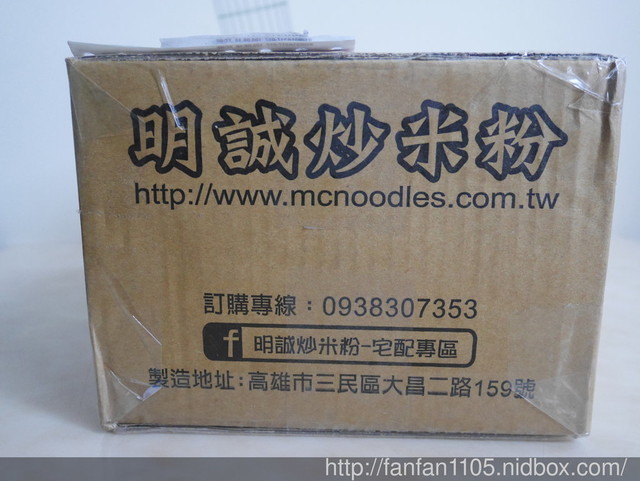 明誠炒米粉
http://www.mcnoodles.com.tw
訂購專線：0938307353
f 明誠炒米粉-宅配專區
製造地址:高雄市三民區大昌二路159號
http://fanfan1105.nidbox.com/